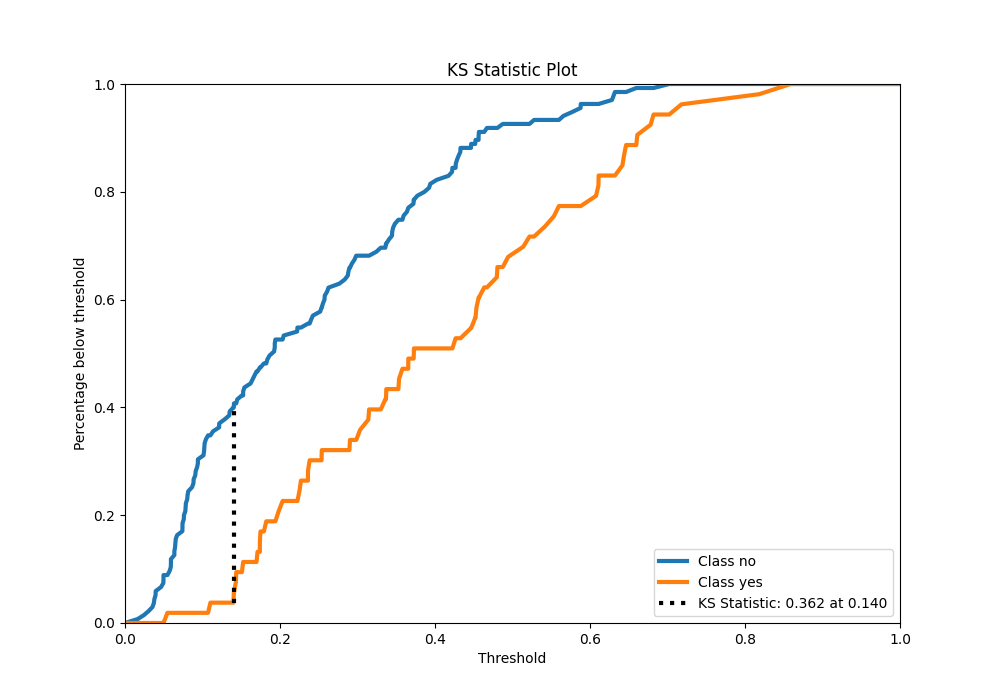 KS Statistic Plot
Percentage below threshold
1.0
0.8
0.6
0.4
0.2
0.0
0.0 0.2 0.4 0.6 0.8 1.0
Threshold
Class no
Class yes
KS Statistic: 0.362 at 0.140